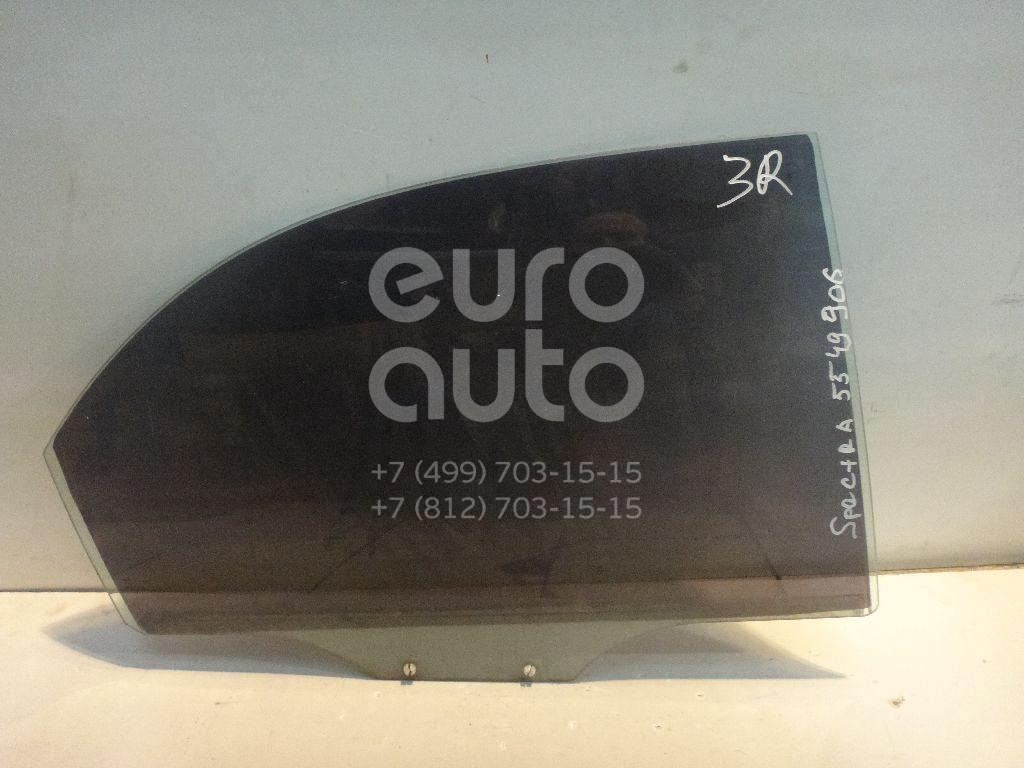 3R
euro
auto
+7 (499) 703-15-15
+7 (812) 703-15-15
Spectra 5549906